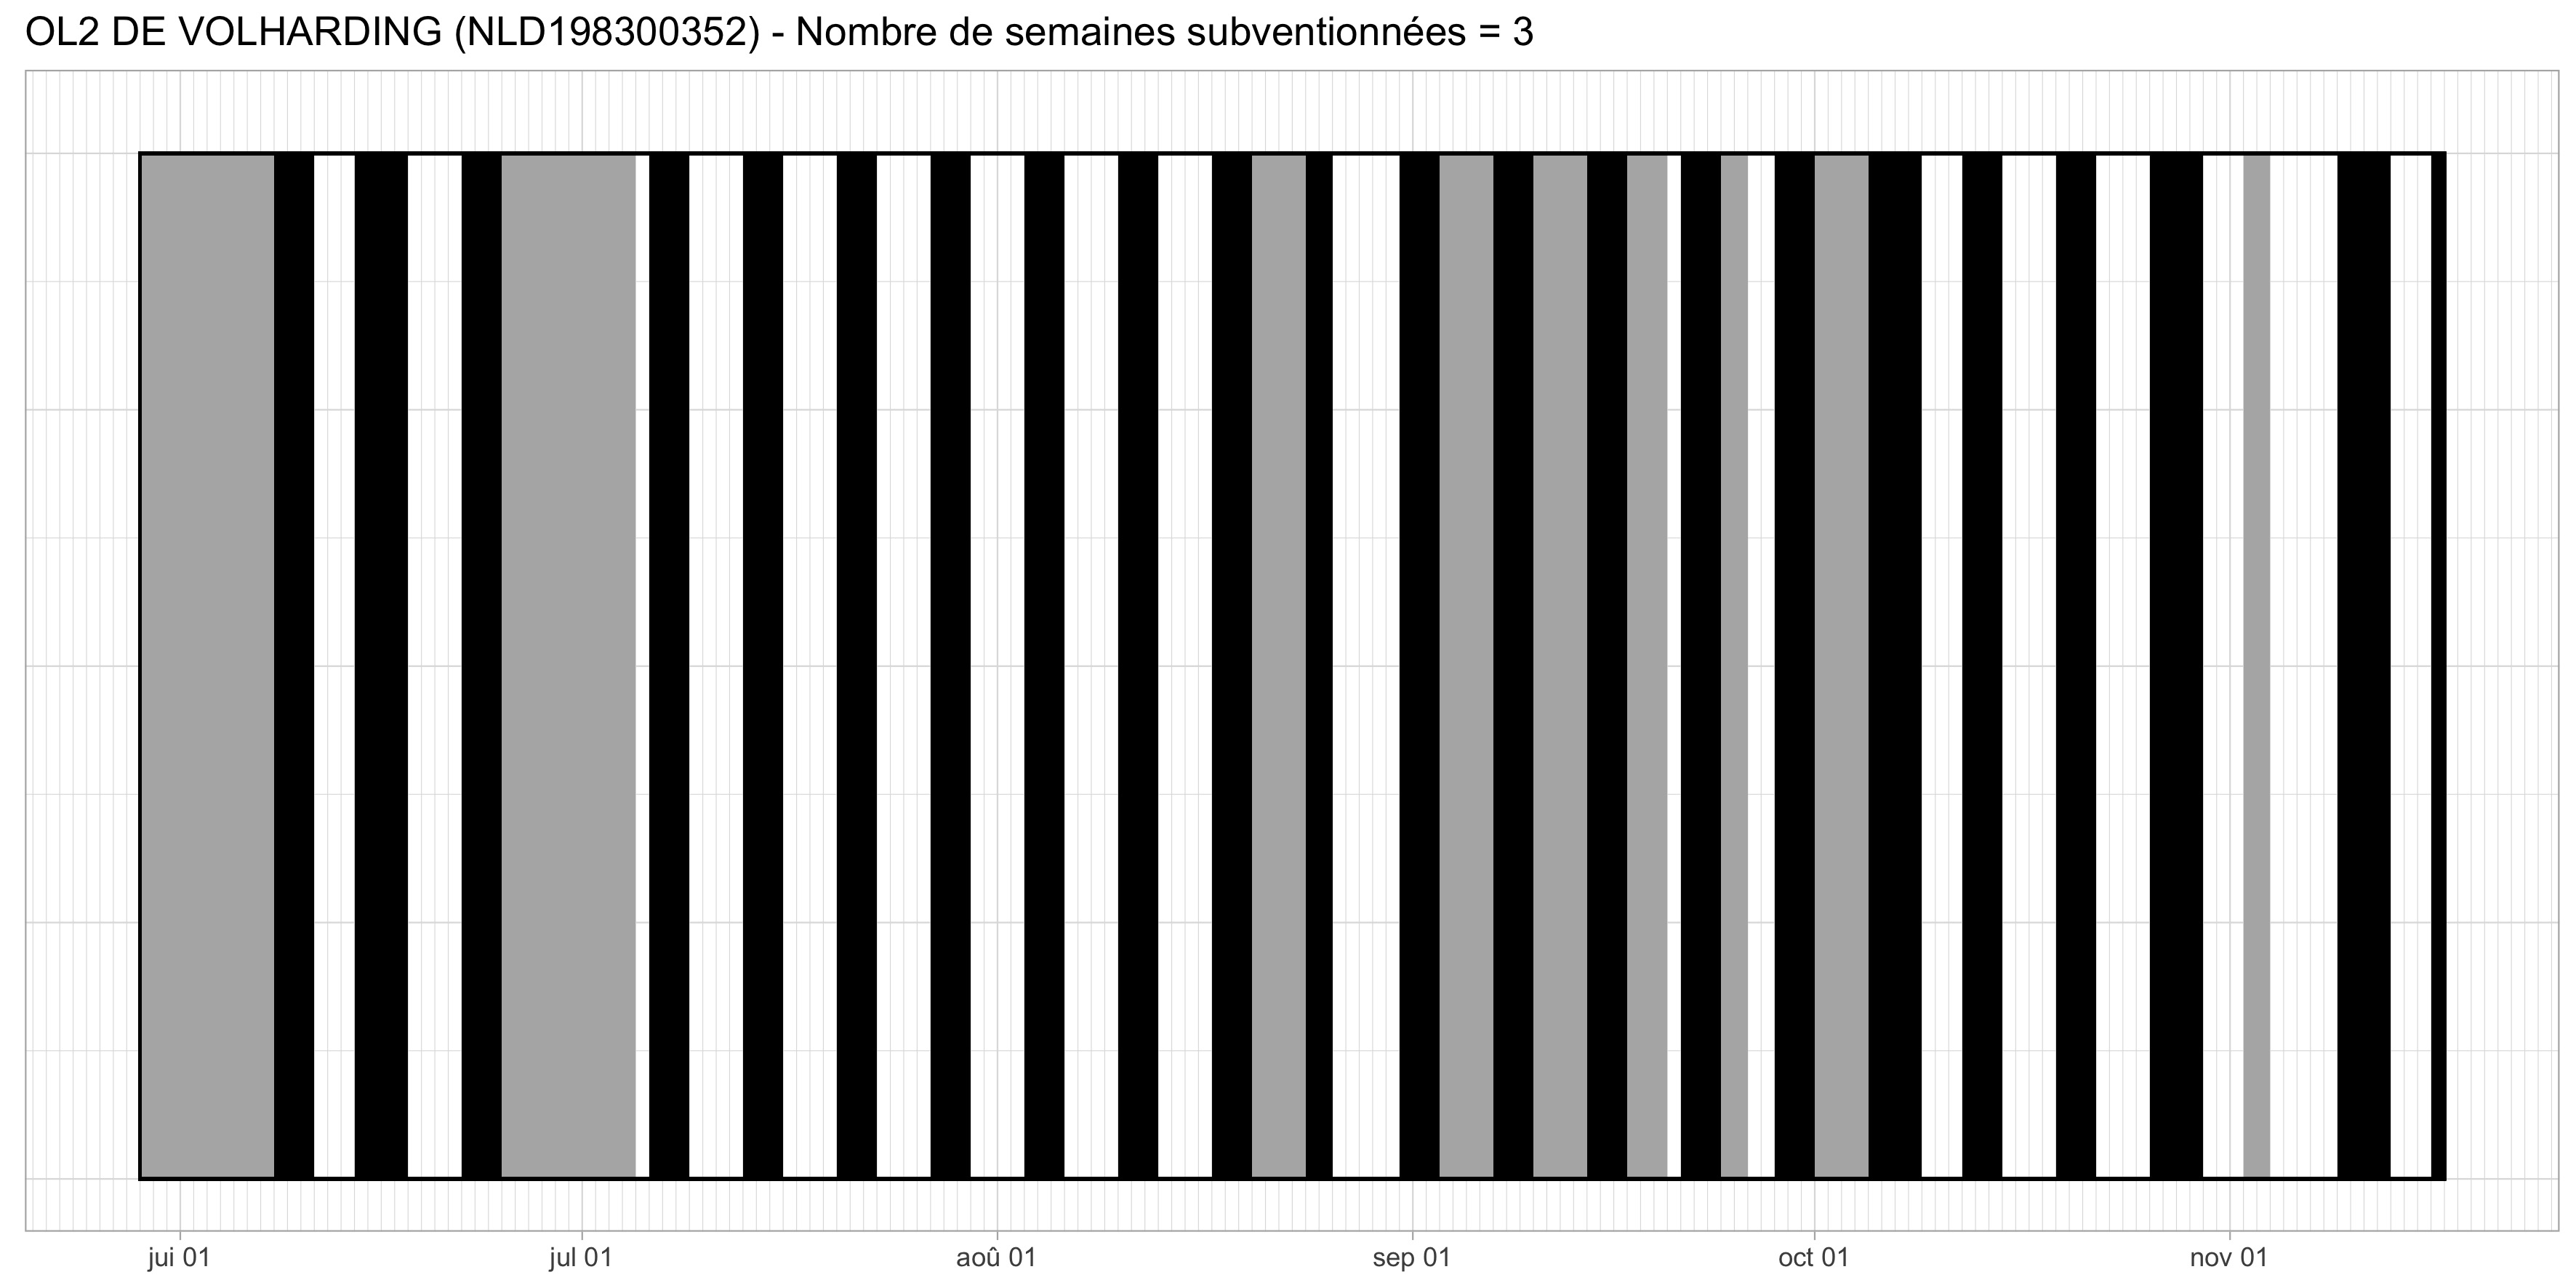 OL2 DE VOLHARDING (NLD198300352) - Nombre de semaines subventionnées = 3
jui 01 jul 01 aoû 01 sep 01 oct 01 nov 01